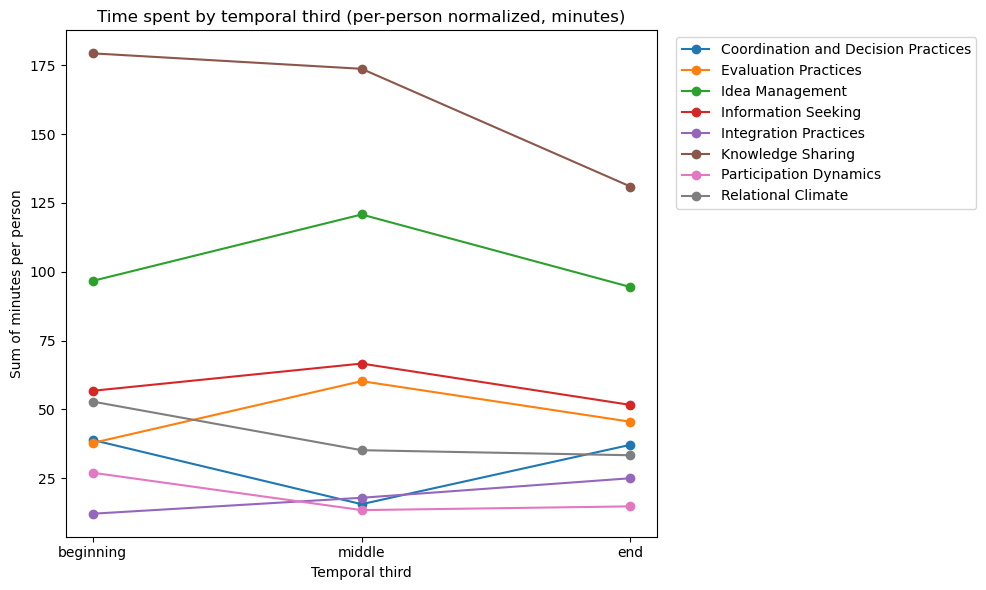 Time spent by temporal third (per-person normalized, minutes)
Sum of minutes per person
175
150
125
100
75
50
25
beginning
middle
end
Temporal third
Coordination and Decision Practices
Evaluation Practices
Idea Management
Information Seeking
Integration Practices
Knowledge Sharing
Participation Dynamics
Relational Climate